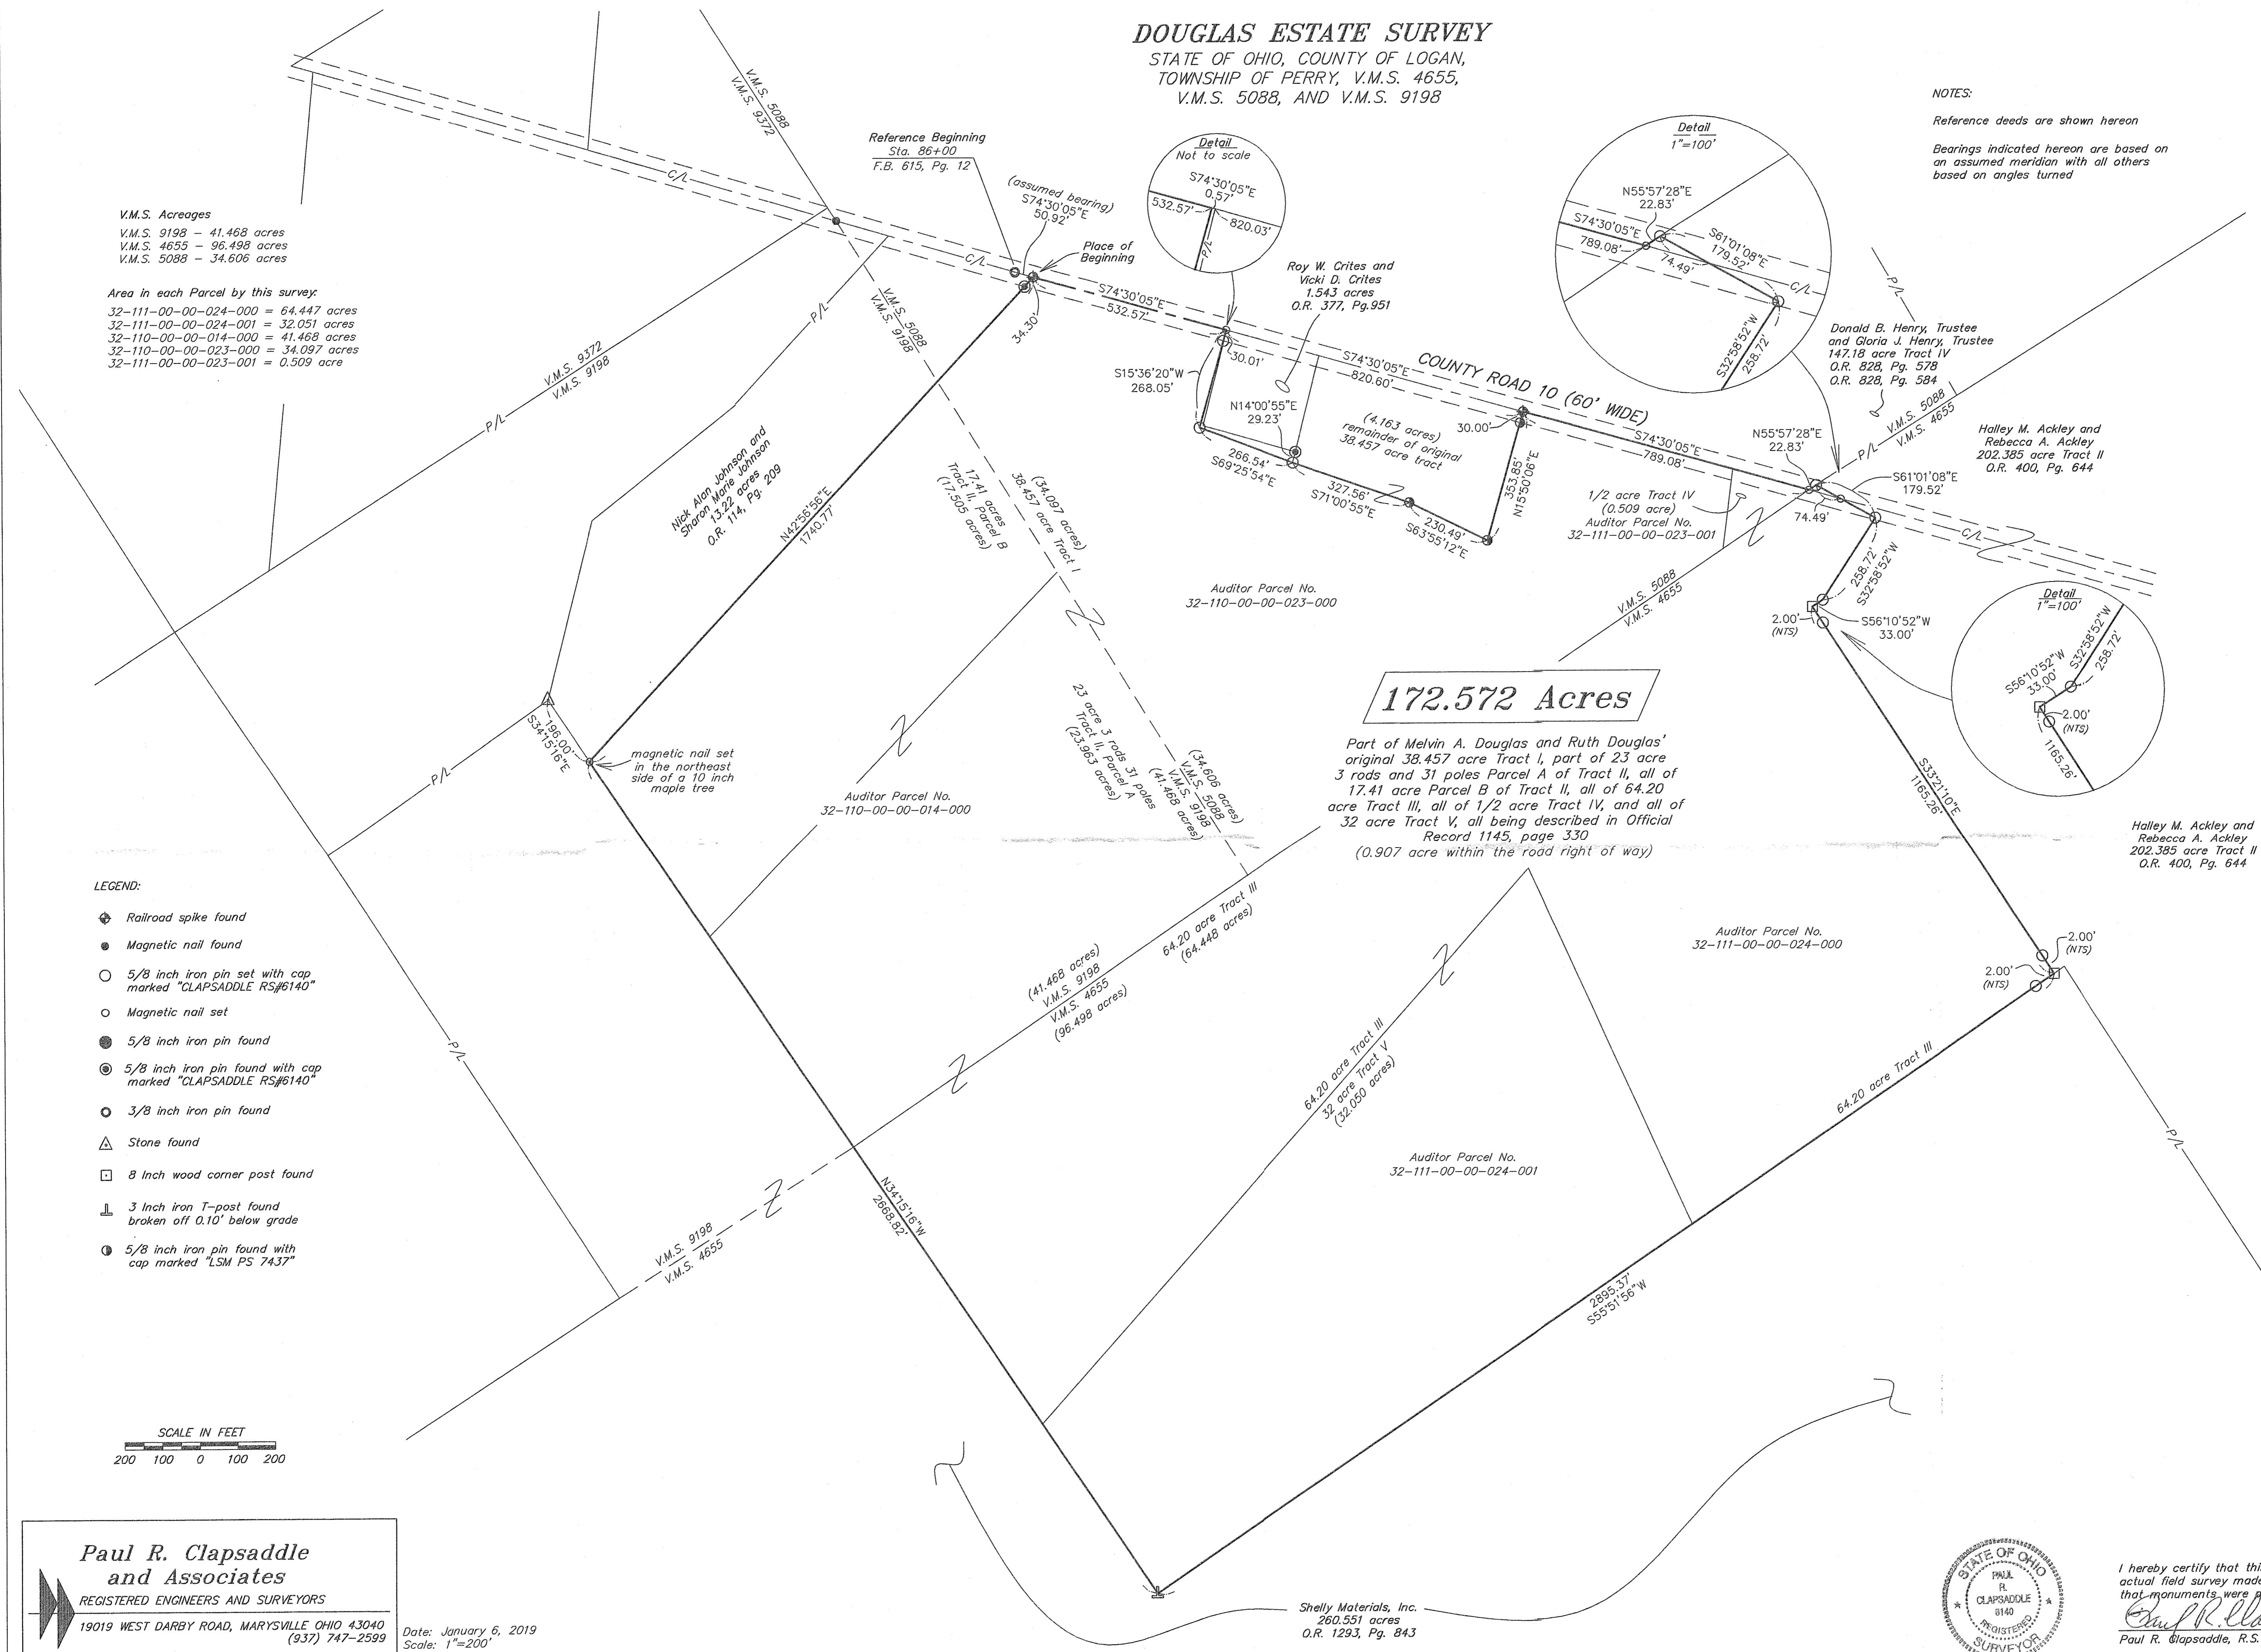 DOUGLAS ESTATE SURVEY
STATE OF OHIO, COUNTY OF LOGAN,
TOWNSHIP OF PERRY, V.M.S. 4655,
V.M.S. 5088, AND V.M.S. 9198
NOTES:
Reference deeds are shown hereon
Bearings indicated hereon are based on
an assumed meridian with all others
based on angles turned
V.M.S. Acreages
V.M.S. 9198 – 41.468 acres
V.M.S. 4655 – 96.498 acres
V.M.S. 5088 – 34.606 acres
Area in each Parcel by this survey:
32-111-00-00-024-000 = 64.447 acres
32-111-00-00-024-001 = 32.051 acres
32-110-00-00-014-000 = 41.468 acres
32-110-00-00-023-000 = 34.097 acres
32-111-00-00-023-001 = 0.509 acre
V.M.S. 5088
V.M.S. 9372
C/L
Reference Beginning
Sta. 86+00
F.B. 615, Pg. 12
(assumed bearing)
S74°30'05"E
50.92'
Place of
Beginning
C/L
Detail
Not to scale
S74°30'05"E
0.57'
532.57'
820.03'
P/L
Detail
1"=100'
N55°57'28"E
22.83'
S74°30'05"E
789.08'
74.49'
S61°01'08"E
179.52'
C/L
S32°58'52"W
258.72'
P/L
Roy W. Crites and
Vicki D. Crites
1.543 acres
O.R. 377, Pg.951
Donald B. Henry, Trustee
and Gloria J. Henry, Trustee
147.18 acre Tract IV
O.R. 828, Pg. 578
O.R. 828, Pg. 584
V.M.S. 5088
V.M.S. 4655
P/L
Halley M. Ackley and
Rebecca A. Ackley
202.385 acre Tract II
O.R. 400, Pg. 644
P/L
V.M.S. 5088
V.M.S. 9198
34.30'
S74°30'05"E
532.57'
30.01'
S15°36'20"W
268.05'
N14°00'55"E
29.23'
S74°30'05"E
820.60'
COUNTY ROAD 10 (60' WIDE)
(4.163 acres)
remainder of original
38.457 acre tract
30.00'
353.85'
N15°50'06"E
266.54'
S69°25'54"E
327.56'
S71°00'55"E
230.49'
S63°55'12"E
S74°30'05"E
789.08'
N55°57'28"E
22.83'
S61°01'08"E
179.52'
74.49'
C/L
1/2 acre Tract IV
(0.509 acre)
Auditor Parcel No.
32-111-00-00-023-001
V.M.S. 9372
V.M.S. 9198
P/L
Nick Alan Johnson and
Sharon Marie Johnson
13.22 acres
O.R. 114, Pg. 209
N42°56'56"E
1740.77'
(34.097 acres)
38.457 acre Tract I
17.41 acres
Tract II, Parcel B
(17.505 acres)
Auditor Parcel No.
32-110-00-00-023-000
V.M.S. 5088
V.M.S. 4655
258.72'
S32°58'52"W
2.00'
(NTS)
S56°10'52"W
33.00'
Detail
1"=100'
S56°10'52"W
33.00'
S32°58'52"W
258.72'
2.00'
(NTS)
1165.26'
172.572 Acres
Part of Melvin A. Douglas and Ruth Douglas'
original 38.457 acre Tract I, part of 23 acre
3 rods and 31 poles Parcel A of Tract II, all of
17.41 acre Parcel B of Tract II, all of 64.20
acre Tract III, all of 1/2 acre Tract IV, and all of
32 acre Tract V, all being described in Official
Record 1145, page 330
(0.907 acre within the road right of way)
196.00'
S34°15'16"E
P/L
magnetic nail set
in the northeast
side of a 10 inch
maple tree
Auditor Parcel No.
32-110-00-00-014-000
23 acre 3 rods 31 poles
Tract II, Parcel A
(23.963 acres)
(34.606 acres)
V.M.S. 5088
V.M.S. 9198
(41.468 acres)
S33°21'10"E
1165.26'
Halley M. Ackley and
Rebecca A. Ackley
202.385 acre Tract II
O.R. 400, Pg. 644
LEGEND:
Railroad spike found
Magnetic nail found
5/8 inch iron pin set with cap
marked "CLAPSADDLE RS#6140"
Magnetic nail set
5/8 inch iron pin found
5/8 inch iron pin found with cap
marked "CLAPSADDLE RS#6140"
3/8 inch iron pin found
Stone found
8 Inch wood corner post found
3 Inch iron T-post found
broken off 0.10' below grade
5/8 inch iron pin found with
cap marked "LSM PS 7437"
P/L
64.20 acre Tract III
(64.448 acres)
(41.468 acres)
V.M.S. 9198
V.M.S. 4655
(96.498 acres)
Auditor Parcel No.
32-111-00-00-024-000
2.00'
(NTS)
2.00'
(NTS)
64.20 acre Tract III
32 acre Tract V
(32.050 acres)
64.20 acre Tract III
P/L
Auditor Parcel No.
32-111-00-00-024-001
V.M.S. 9198
V.M.S. 4655
N34°15'16"W
2668.82'
2895.37'
S55°51'56"W
SCALE IN FEET
200 100 0 100 200
Paul R. Clapsaddle
and Associates
REGISTERED ENGINEERS AND SURVEYORS
19019 WEST DARBY ROAD, MARYSVILLE OHIO 43040
(937) 747-2599
Date: January 6, 2019
Scale: 1"=200'
Shelly Materials, Inc.
260.551 acres
O.R. 1293, Pg. 843
STATE OF OHIO
PAUL
R.
CLAPSADDLE
6140
REGISTERED
SURVEYOR
I hereby certify that thi
actual field survey made
that monuments were p
Paul R. Clapsaddle, R.S.